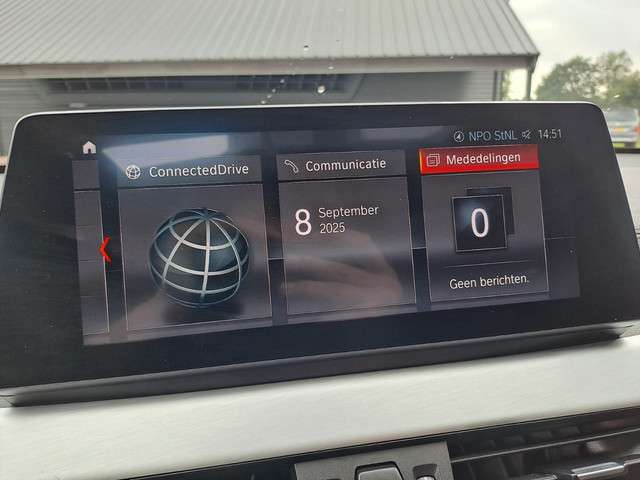 NPO StNL 14:51
ConnectedDrive
Communicatie
Mededelingen
8 September
2025
0
Geen berichten.